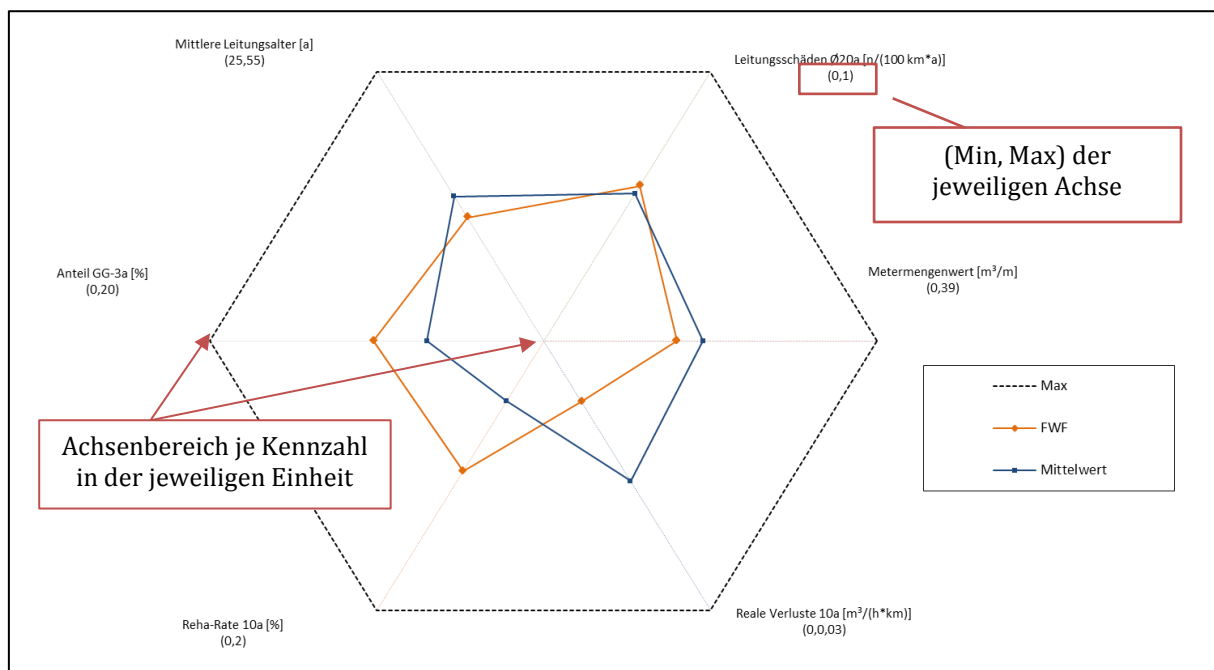 Mittlere Leitungsalter [a]
(25,55)
Leitungsschäden Ø20a [n/(100 km*a)]
(0,1)
(Min, Max) der
jeweiligen Achse
Anteil GG-3a [%]
(0,20)
Metermengenwert [m³/m]
(0,39)
Achsenbereich je Kennzahl
in der jeweiligen Einheit
Max
FWF
Mittelwert
Reha-Rate 10a [%]
(0,2)
Reale Verluste 10a [m³/(h*km)]
(0,0,03)